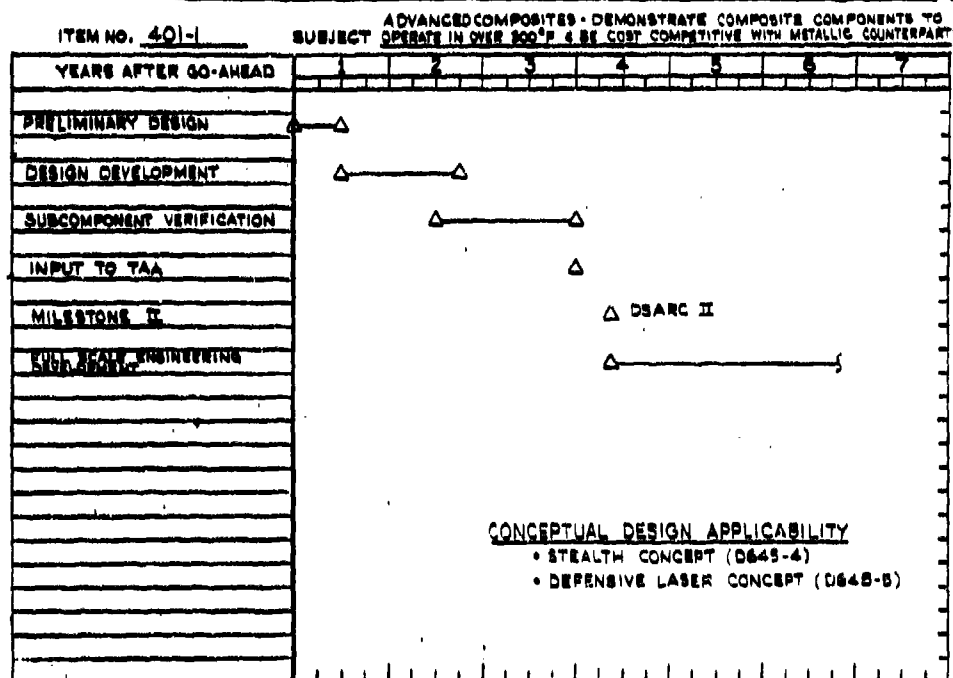 ADVANCED COMPOSITES - DEMONSTRATE COMPOSITE COMPONENTS TO
ITEM NO. 401-1 SUBJECT OPERATE IN OVER 300°F & BE COST COMPETITIVE WITH METALLIC COUNTERPART
YEARS AFTER GO-AHEAD 1 2 3 4 5 6 7
PRELIMINARY DESIGN
DESIGN DEVELOPMENT
SUBCOMPONENT VERIFICATION
INPUT TO TAA
MILESTONE II DSARC II
FULL SCALE ENGINEERING
DEVELOPMENT
CONCEPTUAL DESIGN APPLICABILITY
• STEALTH CONCEPT (D645-4)
• DEFENSIVE LASER CONCEPT (D645-5)